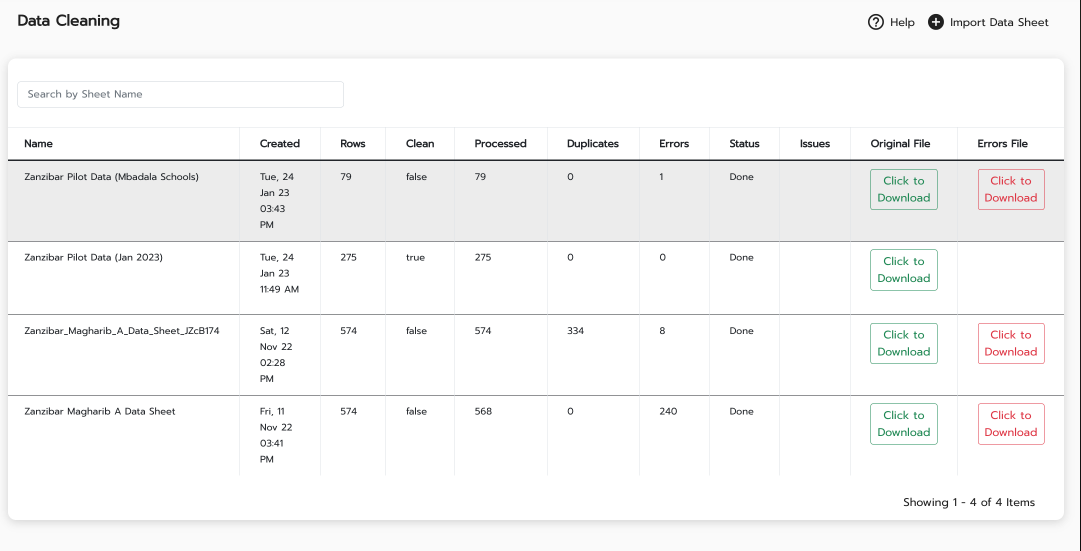 Data Cleaning
Help
Import Data Sheet
Search by Sheet Name
Name Created Rows Clean Processed Duplicates Errors Status Issues Original File Errors File
Zanzibar Pilot Data (Mbadala Schools) Tue, 24 79 false 79 0 1 Done Click to Click to
Jan 23 Download Download
03:43
PM
Zanzibar Pilot Data (Jan 2023) Tue, 24 275 true 275 0 0 Done Click to
Jan 23 Download
11:49 AM
Zanzibar_Magharib_A_Data_Sheet_JZcB174 Sat, 12 574 false 574 334 8 Done Click to Click to
Nov 22 Download Download
02:28
PM
Zanzibar Magharib A Data Sheet Fri, 11 574 false 568 0 240 Done Click to Click to
Nov 22 Download Download
03:41
PM
Showing 1 - 4 of 4 Items